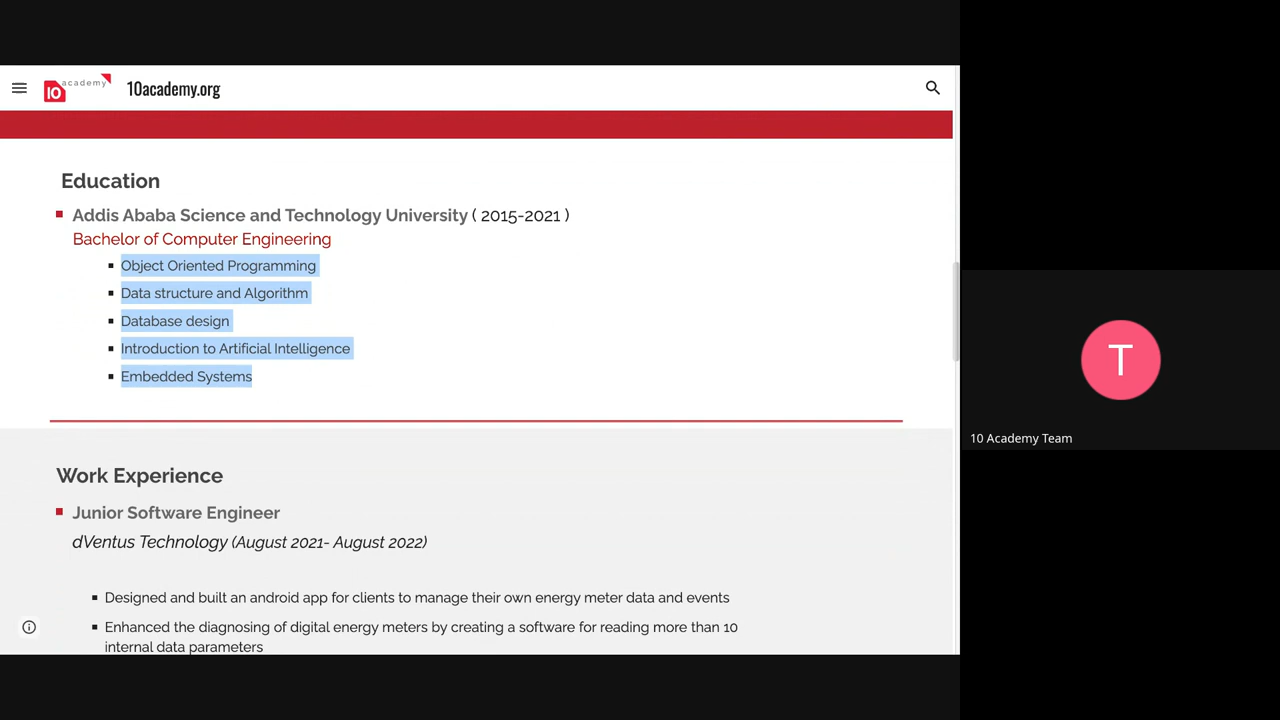 10 academy
10academy.org
Education
Addis Ababa Science and Technology University ( 2015-2021 )
Bachelor of Computer Engineering
Object Oriented Programming
Data structure and Algorithm
Database design
Introduction to Artificial Intelligence
Embedded Systems
Work Experience
Junior Software Engineer
dVentus Technology (August 2021- August 2022)
Designed and built an android app for clients to manage their own energy meter data and events
Enhanced the diagnosing of digital energy meters by creating a software for reading more than 10
internal data parameters
T
10 Academy Team